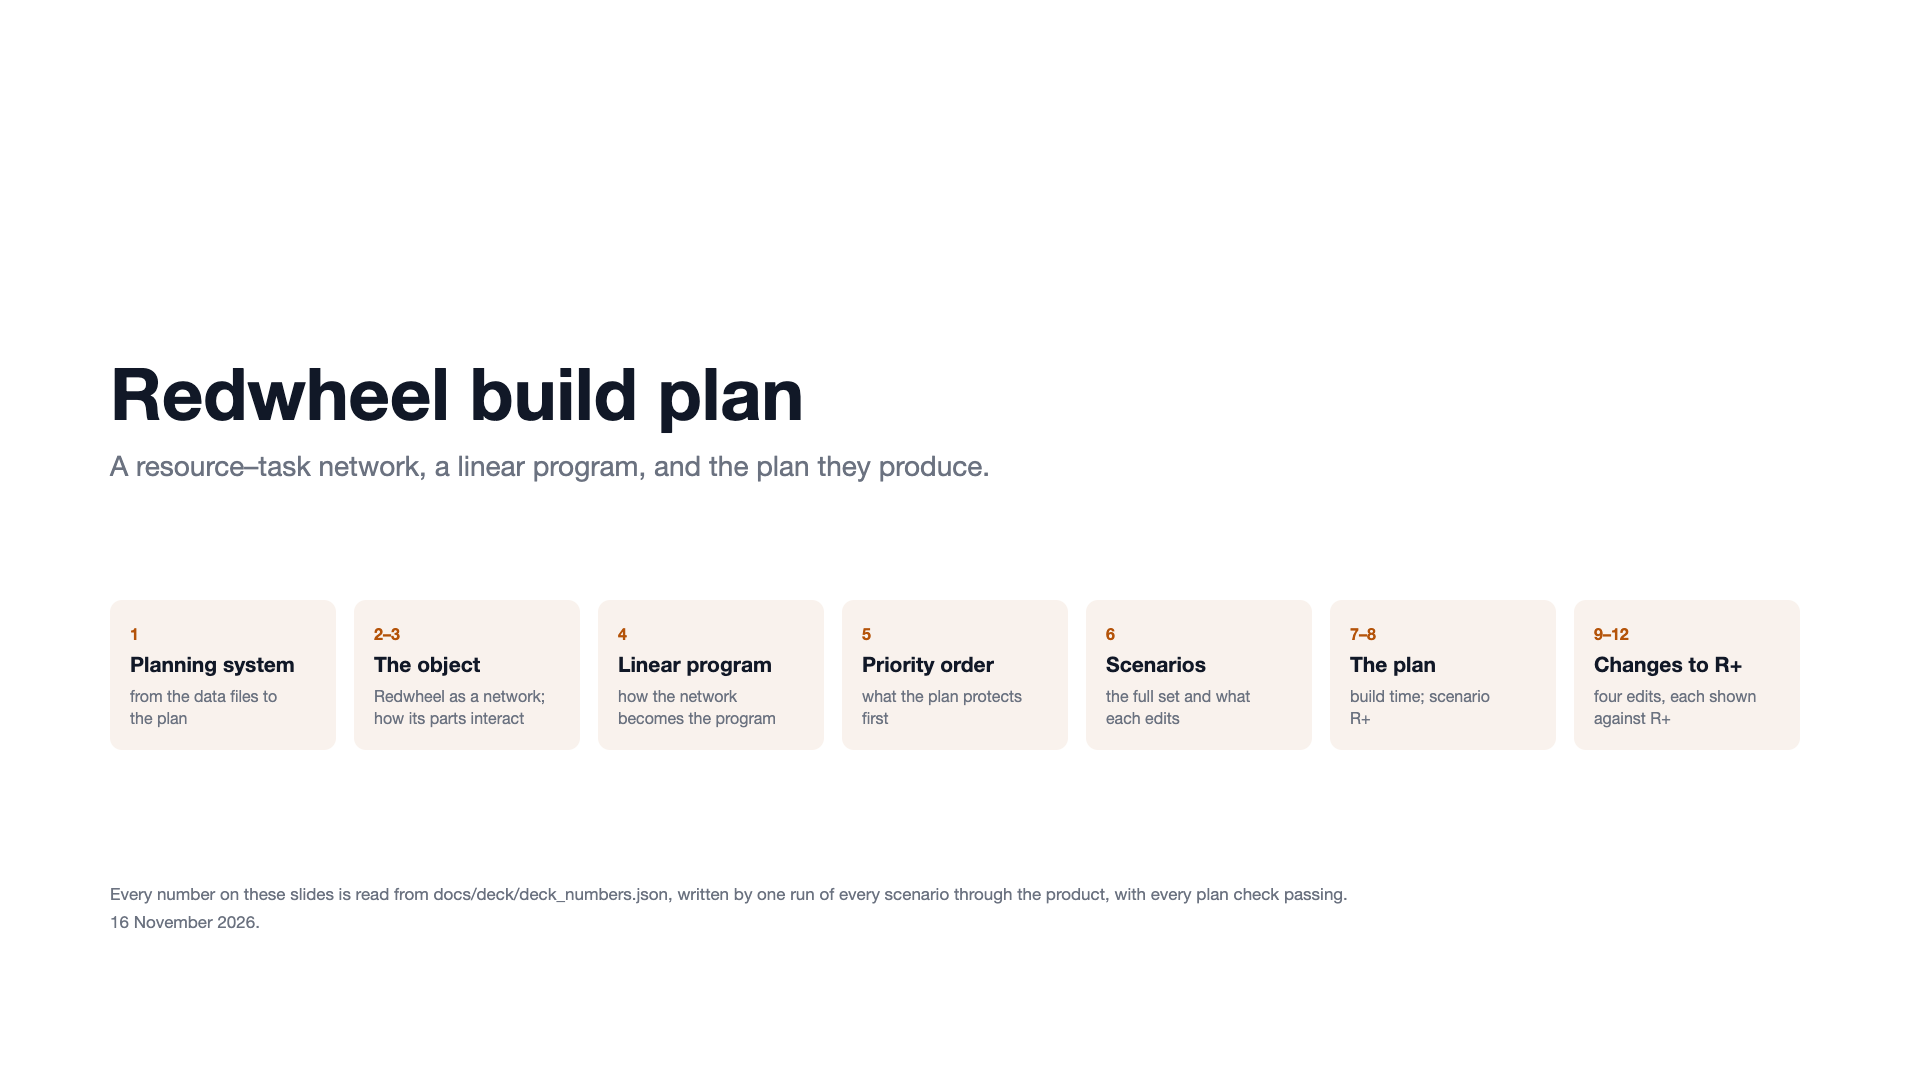 Redwheel build plan
A resource–task network, a linear program, and the plan they produce.
1
Planning system
from the data files to
the plan
2–3
The object
Redwheel as a network;
how its parts interact
4
Linear program
how the network
becomes the program
5
Priority order
what the plan protects
first
6
Scenarios
the full set and what
each edits
7–8
The plan
build time; scenario
R+
9–12
Changes to R+
four edits, each shown
against R+
Every number on these slides is read from docs/deck/deck_numbers.json, written by one run of every scenario through the product, with every plan check passing.
16 November 2026.